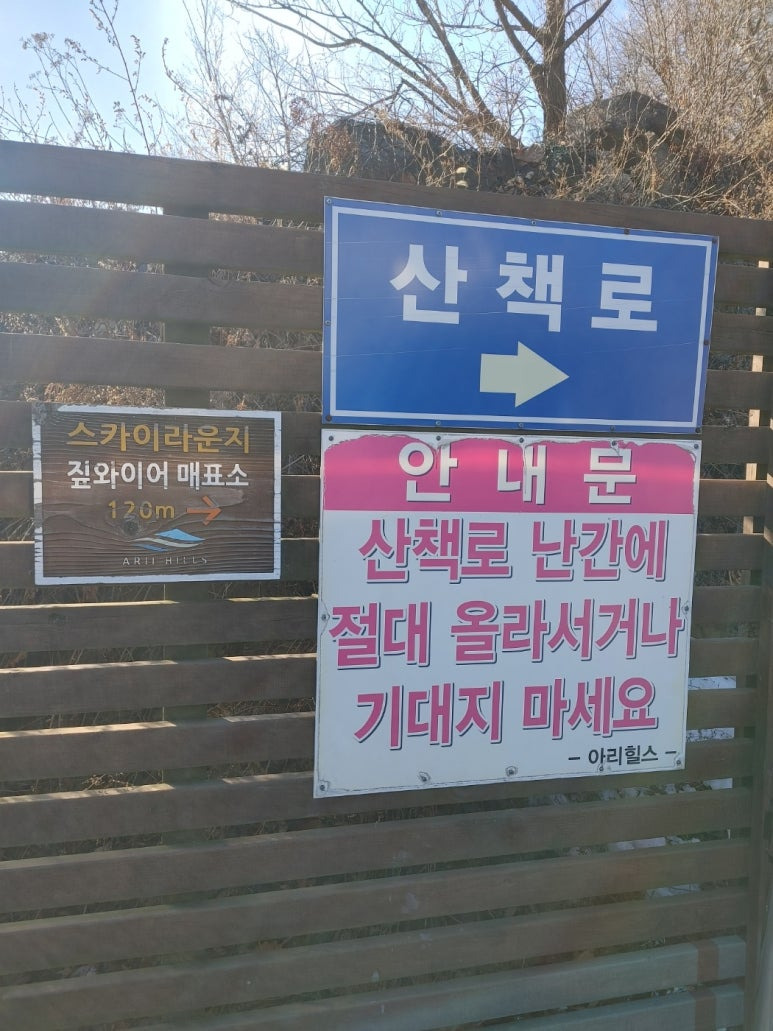 산책로
스카이라운지
짚와이어 매표소
120m
ARII HILLS
안내문
산책로 난간에
절대 올라서거나
기대지 마세요
- 아리힐스 -